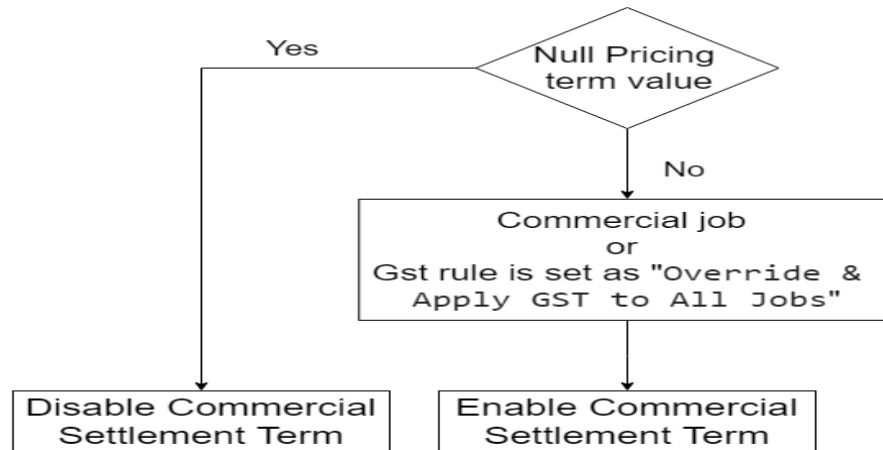 Yes
Null Pricing
term value
No
Commercial job
or
Gst rule is set as "Override &
Apply GST to All Jobs"
Disable Commercial
Settlement Term
Enable Commercial
Settlement Term